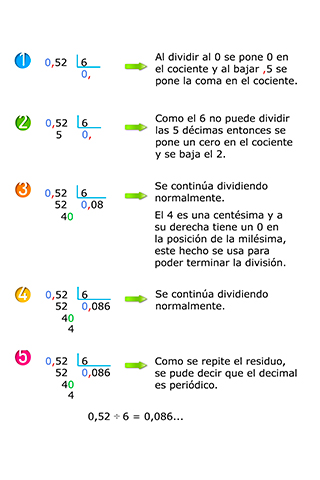 1
0,52 6
0,
Al dividir al 0 se pone 0 en
el cociente y al bajar ,5 se
pone la coma en el cociente.
2
0,52 6
5 0,
Como el 6 no puede dividir
las 5 décimas entonces se
pone un cero en el cociente
y se baja el 2.
3
0,52 6
52 0,08
40
Se continúa dividiendo
normalmente.
El 4 es una centésima y a
su derecha tiene un 0 en
la posición de la milésima,
este hecho se usa para
poder terminar la división.
4
0,52 6
52 0,086
40
4
Se continúa dividiendo
normalmente.
5
0,52 6
52 0,086
40
4
Como se repite el residuo,
se pude decir que el decimal
es periódico.
0,52 ÷ 6 = 0,086...